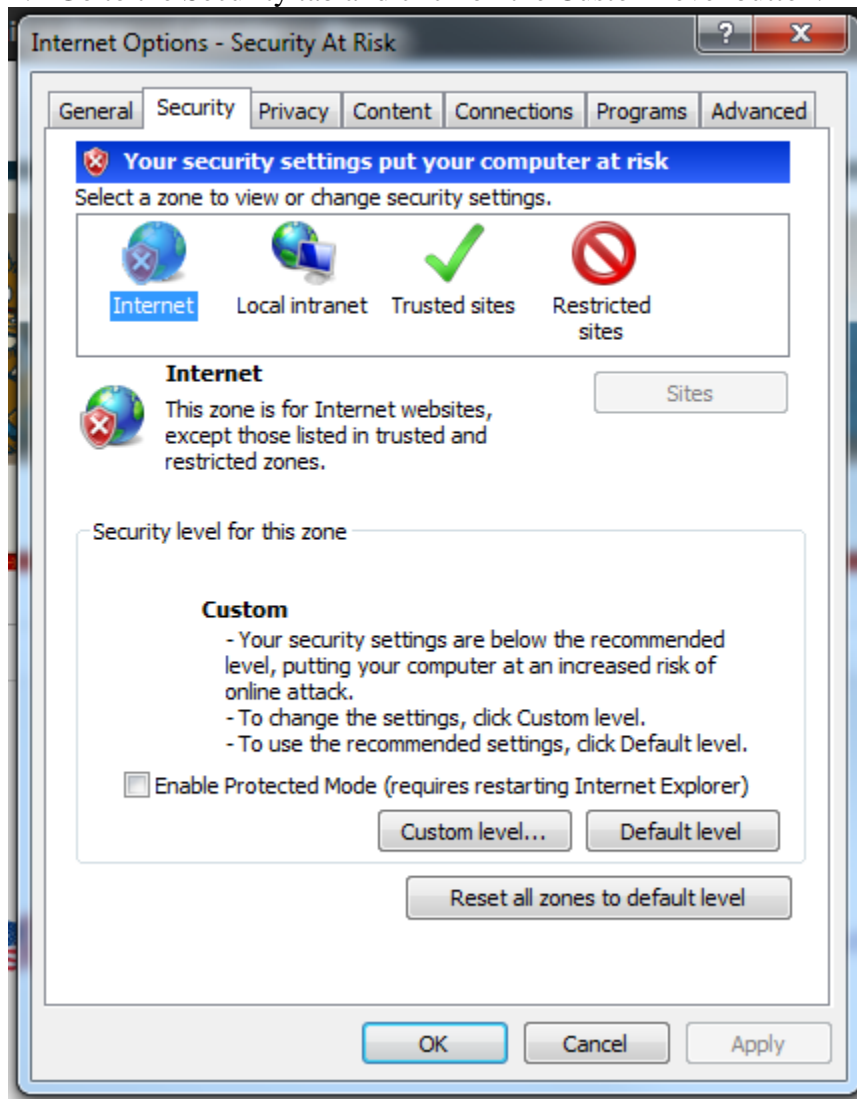 Internet Options - Security At Risk
General Security Privacy Content Connections Programs Advanced
Your security settings put your computer at risk
Select a zone to view or change security settings.
Internet Local intranet Trusted sites Restricted
sites
Internet
Sites
This zone is for Internet websites,
except those listed in trusted and
restricted zones.
Security level for this zone
Custom
- Your security settings are below the recommended
level, putting your computer at an increased risk of
online attack.
- To change the settings, click Custom level.
- To use the recommended settings, click Default level.
Enable Protected Mode (requires restarting Internet Explorer)
Custom level... Default level
Reset all zones to default level
OK Cancel Apply